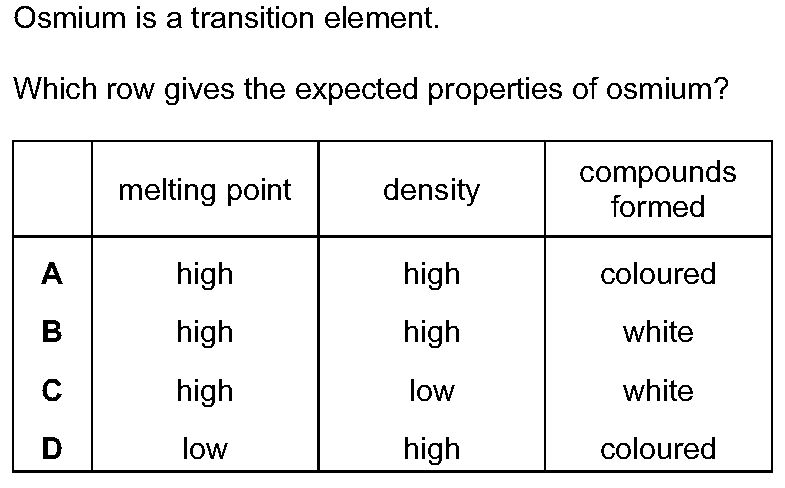 Osmium is a transition element.
Which row gives the expected properties of osmium?
melting point density compounds formed
A high high coloured
B high high white
C high low white
D low high coloured